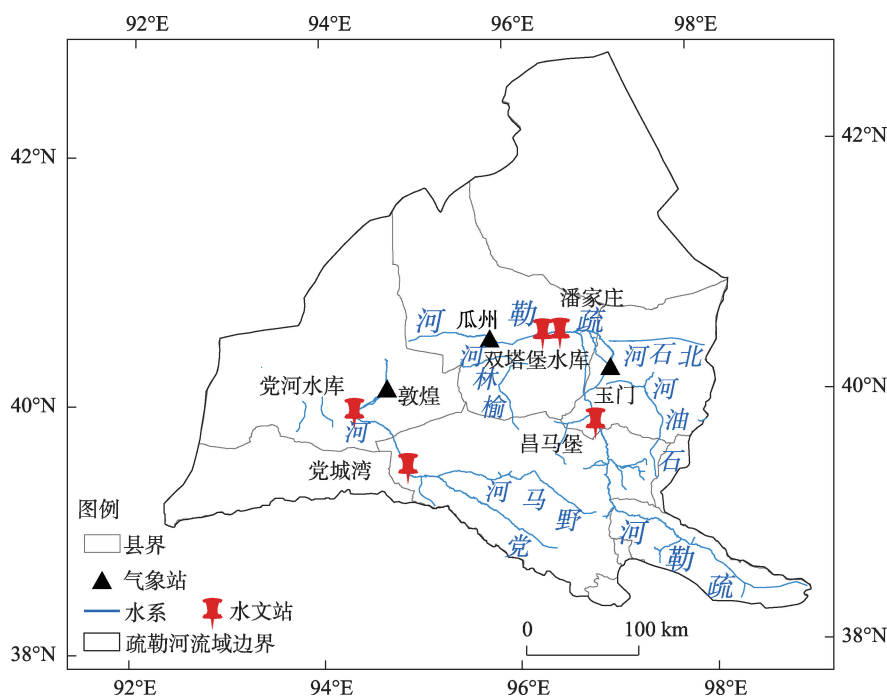 92°E 94°E 96°E 98°E
42°N 42°N
潘家庄
河 勒 疏
瓜州
河 双塔堡水库 河石北
林
榆
党河水库 敦煌 玉门 河
40°N 40°N
油
河 昌马堡
石
党城湾
河 马 野
党
河
勒
疏
图例
县界
气象站
水系 水文站
疏勒河流域边界
0 100 km
38°N 38°N
92°E 94°E 96°E 98°E